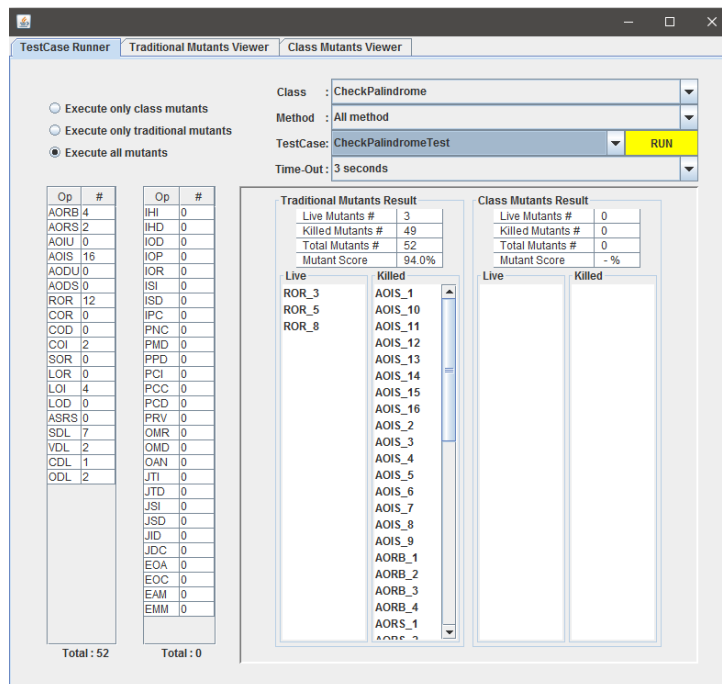 TestCase Runner Traditional Mutants Viewer Class Mutants Viewer
Execute only class mutants
Execute only traditional mutants
Execute all mutants
Class : CheckPalindrome
Method : All method
TestCase: CheckPalindromeTest RUN
Time-Out : 3 seconds
Op #
AORB 4
AORS 2
AOIU 0
AOIS 16
AODU 0
AODS 0
ROR 12
COR 0
COD 0
COI 2
SOR 0
LOR 0
LOI 4
LOD 0
ASRS 0
SDL 7
VDL 2
CDL 1
ODL 2
Total : 52
Op #
IHI 0
IHD 0
IOD 0
IOP 0
IOR 0
ISI 0
ISD 0
IPC 0
PNC 0
PMD 0
PPD 0
PCI 0
PCC 0
PCD 0
PRV 0
OMR 0
OMD 0
OAN 0
JTI 0
JTD 0
JSI 0
JSD 0
JID 0
JDC 0
EOA 0
EOC 0
EAM 0
EMM 0
Total : 0
Traditional Mutants Result
Live Mutants # 3
Killed Mutants # 49
Total Mutants # 52
Mutant Score 94.0%
Live
ROR_3
ROR_5
ROR_8
Killed
AOIS_1
AOIS_10
AOIS_11
AOIS_12
AOIS_13
AOIS_14
AOIS_15
AOIS_16
AOIS_2
AOIS_3
AOIS_4
AOIS_5
AOIS_6
AOIS_7
AOIS_8
AOIS_9
AORB_1
AORB_2
AORB_3
AORB_4
AORS_1
AORS_2
Class Mutants Result
Live Mutants # 0
Killed Mutants # 0
Total Mutants # 0
Mutant Score - %
Live
Killed